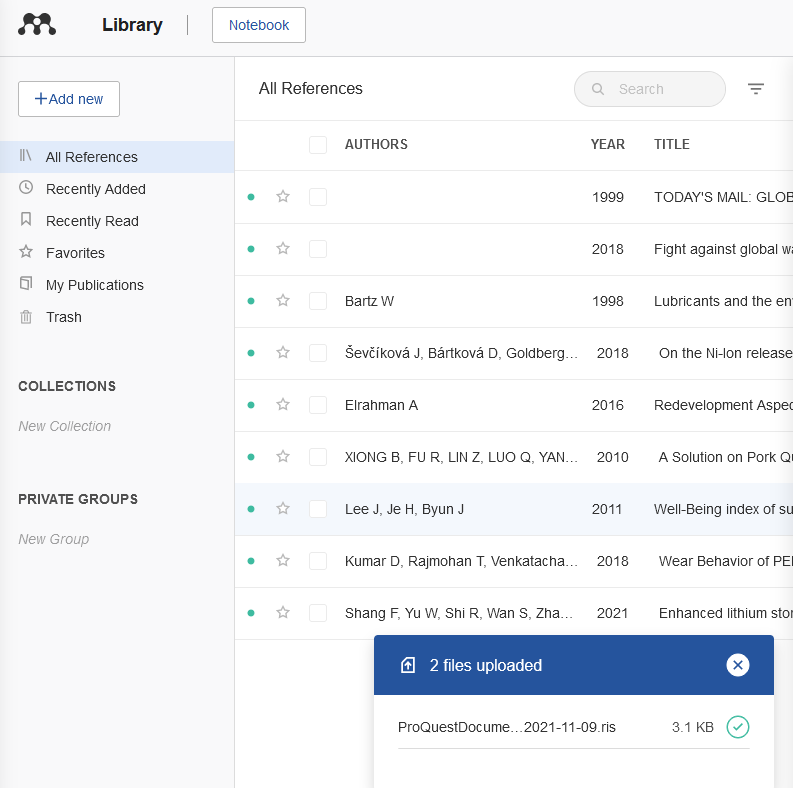 Library
Notebook
+Add new
All References
Recently Added
Recently Read
Favorites
My Publications
Trash
COLLECTIONS
New Collection
PRIVATE GROUPS
New Group
All References
Search
AUTHORS YEAR TITLE
1999 TODAY'S MAIL: GLOB
2018 Fight against global wa
Bartz W 1998 Lubricants and the en
Ševčíková J, Bártková D, Goldberg… 2018 On the Ni-Ion release
Elrahman A 2016 Redevelopment Aspec
XIONG B, FU R, LIN Z, LUO Q, YAN… 2010 A Solution on Pork Qu
Lee J, Je H, Byun J 2011 Well-Being index of su
Kumar D, Rajmohan T, Venkatacha… 2018 Wear Behavior of PE
Shang F, Yu W, Shi R, Wan S, Zha… 2021 Enhanced lithium stor
2 files uploaded
ProQuestDocume…2021-11-09.ris 3.1 KB